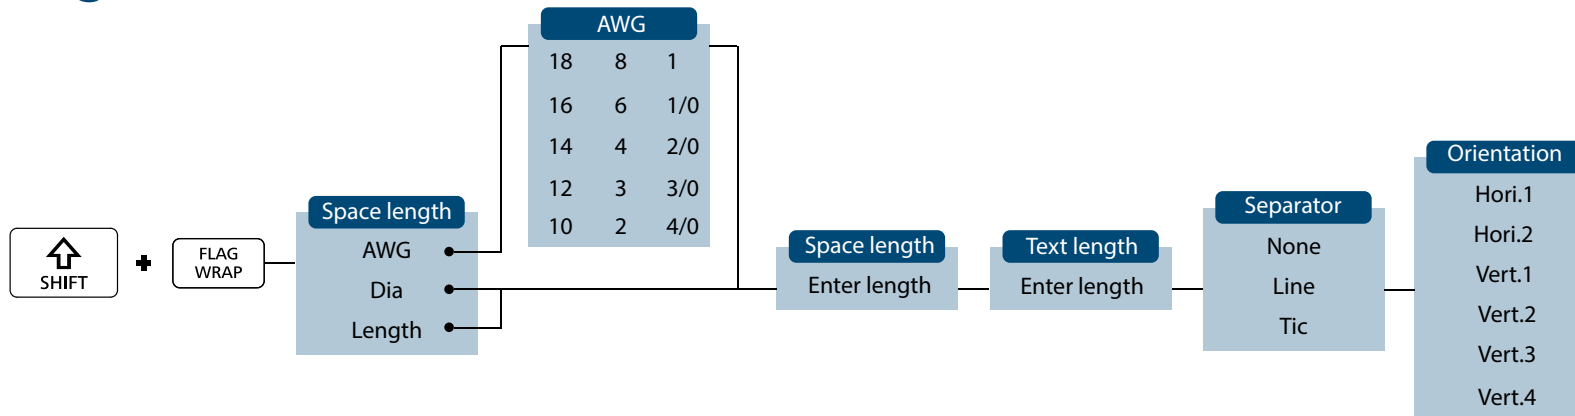 SHIFT
FLAG
WRAP
Space length
AWG
Dia
Length
AWG
18 8 1
16 6 1/0
14 4 2/0
12 3 3/0
10 2 4/0
Space length
Enter length
Text length
Enter length
Separator
None
Line
Tic
Orientation
Hori.1
Hori.2
Vert.1
Vert.2
Vert.3
Vert.4